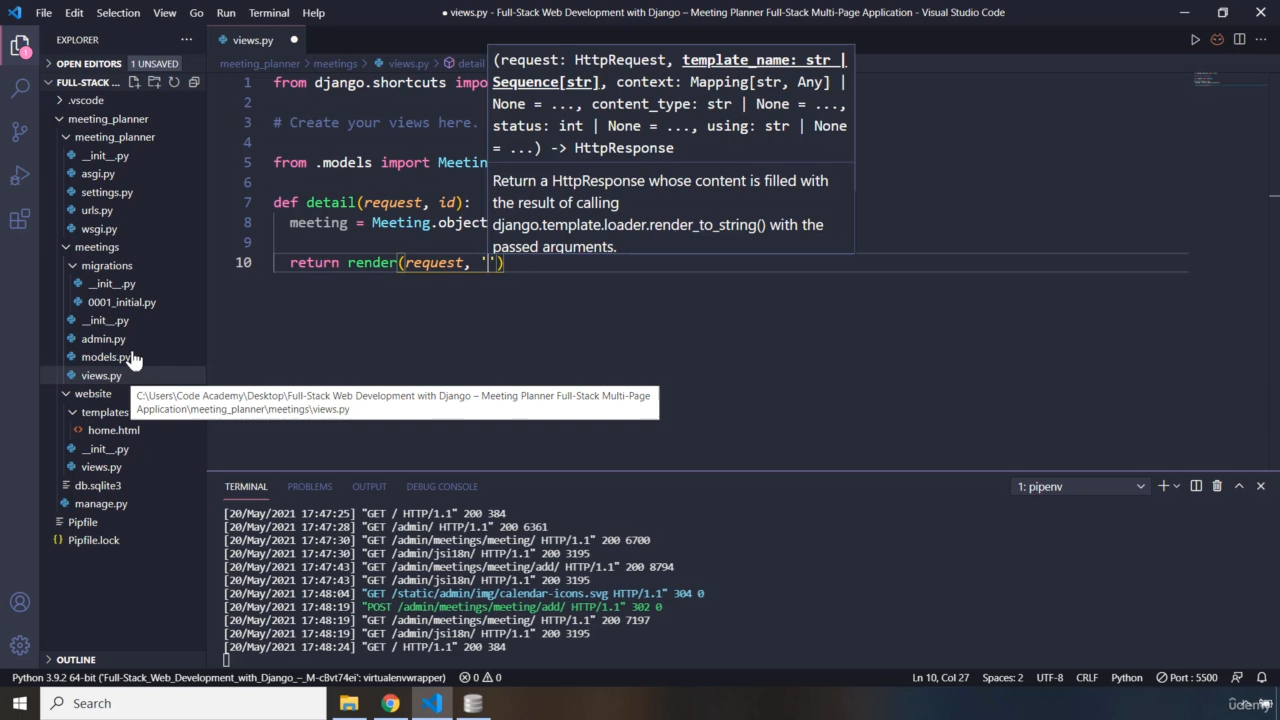 File Edit Selection View Go Run Terminal Help
● views.py - Full-Stack Web Development with Django – Meeting Planner Full-Stack Multi-Page Application - Visual Studio Code
EXPLORER
OPEN EDITORS 1 UNSAVED
FULL-STACK ...
.vscode
meeting_planner
meeting_planner
__init__.py
asgi.py
settings.py
urls.py
wsgi.py
meetings
migrations
__init__.py
0001_initial.py
__init__.py
admin.py
models.py
views.py
website
templates
home.html
__init__.py
views.py
db.sqlite3
manage.py
Pipfile
Pipfile.lock
OUTLINE
views.py
meeting_planner > meetings > views.py > detail
1 from django.shortcuts impo
2
3 # Create your views here.
4
5 from .models import Meetin
6
7 def detail(request, id):
8 meeting = Meeting.object
9
10 return render(request, '')
(request: HttpRequest, template_name: str |
Sequence[str], context: Mapping[str, Any] |
None = ..., content_type: str | None = ...,
status: int | None = ..., using: str | None
= ...) -> HttpResponse
Return a HttpResponse whose content is filled with
the result of calling
django.template.loader.render_to_string() with the
passed arguments.
C:\Users\Code Academy\Desktop\Full-Stack Web Development with Django – Meeting Planner Full-Stack Multi-Page
Application\meeting_planner\meetings\views.py
TERMINAL PROBLEMS OUTPUT DEBUG CONSOLE 1: pipenv
[20/May/2021 17:47:25] "GET / HTTP/1.1" 200 384
[20/May/2021 17:47:28] "GET /admin/ HTTP/1.1" 200 6361
[20/May/2021 17:47:30] "GET /admin/meetings/meeting/ HTTP/1.1" 200 6700
[20/May/2021 17:47:30] "GET /admin/jsi18n/ HTTP/1.1" 200 3195
[20/May/2021 17:47:43] "GET /admin/meetings/meeting/add/ HTTP/1.1" 200 8794
[20/May/2021 17:47:43] "GET /admin/jsi18n/ HTTP/1.1" 200 3195
[20/May/2021 17:48:04] "GET /static/admin/img/calendar-icons.svg HTTP/1.1" 304 0
[20/May/2021 17:48:19] "POST /admin/meetings/meeting/add/ HTTP/1.1" 302 0
[20/May/2021 17:48:19] "GET /admin/meetings/meeting/ HTTP/1.1" 200 7197
[20/May/2021 17:48:19] "GET /admin/jsi18n/ HTTP/1.1" 200 3195
[20/May/2021 17:48:24] "GET / HTTP/1.1" 200 384
Python 3.9.2 64-bit ('Full-Stack_Web_Development_with_Django_–_M-cBvt74ei': virtualenvwrapper) 0 0 Ln 10, Col 27 Spaces: 2 UTF-8 CRLF Python Port : 5500
Search
udemy